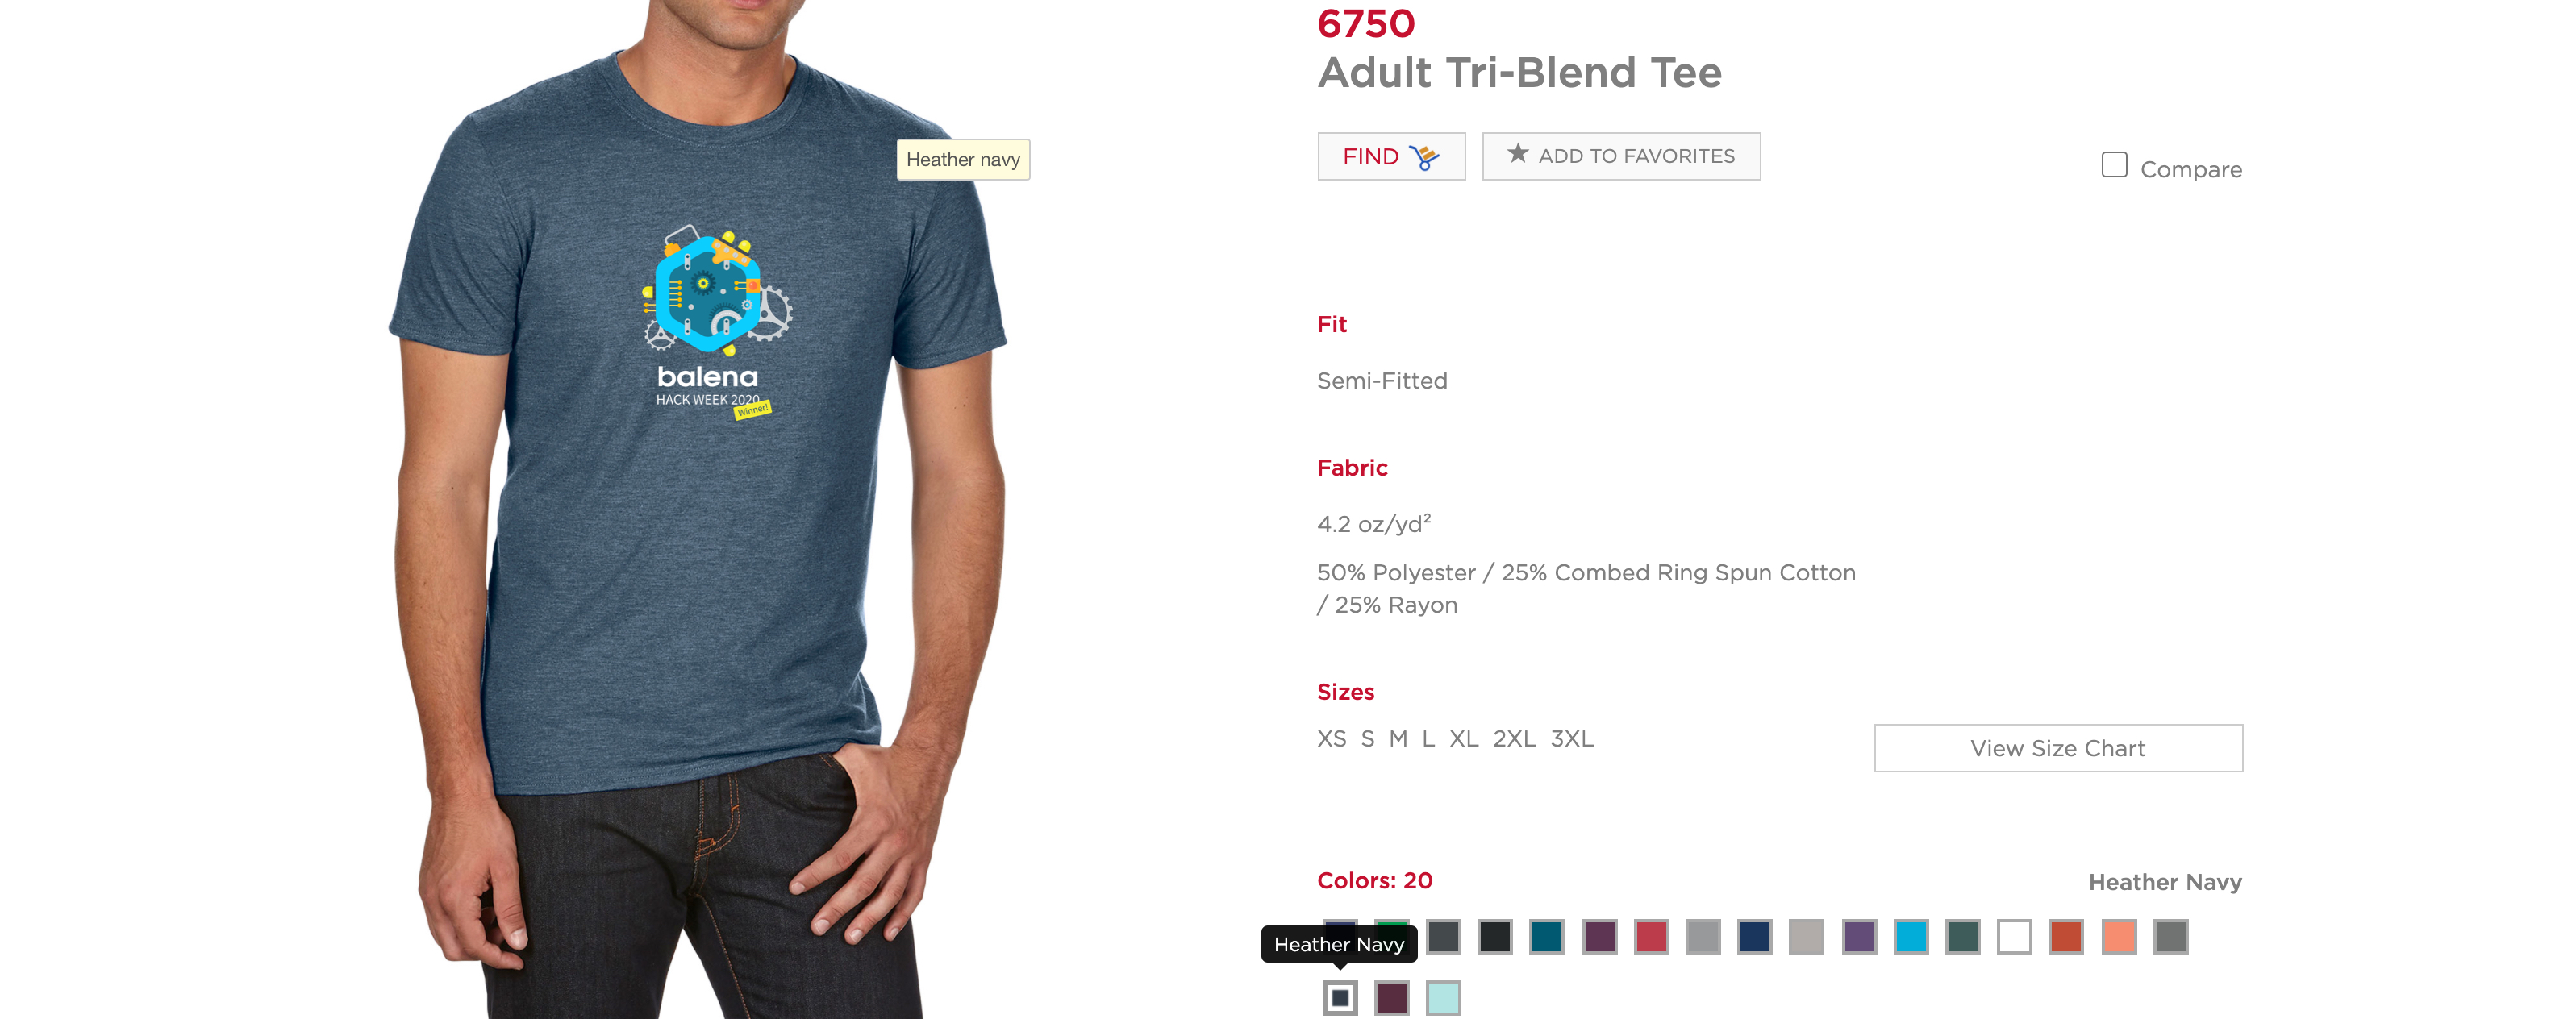 6750
Adult Tri-Blend Tee
FIND
★ ADD TO FAVORITES
Compare
Heather navy
balena
HACK WEEK 2020
Winner!
Fit
Semi-Fitted
Fabric
4.2 oz/yd²
50% Polyester / 25% Combed Ring Spun Cotton
/ 25% Rayon
Sizes
XS S M L XL 2XL 3XL
View Size Chart
Colors: 20
Heather Navy
Heather Navy